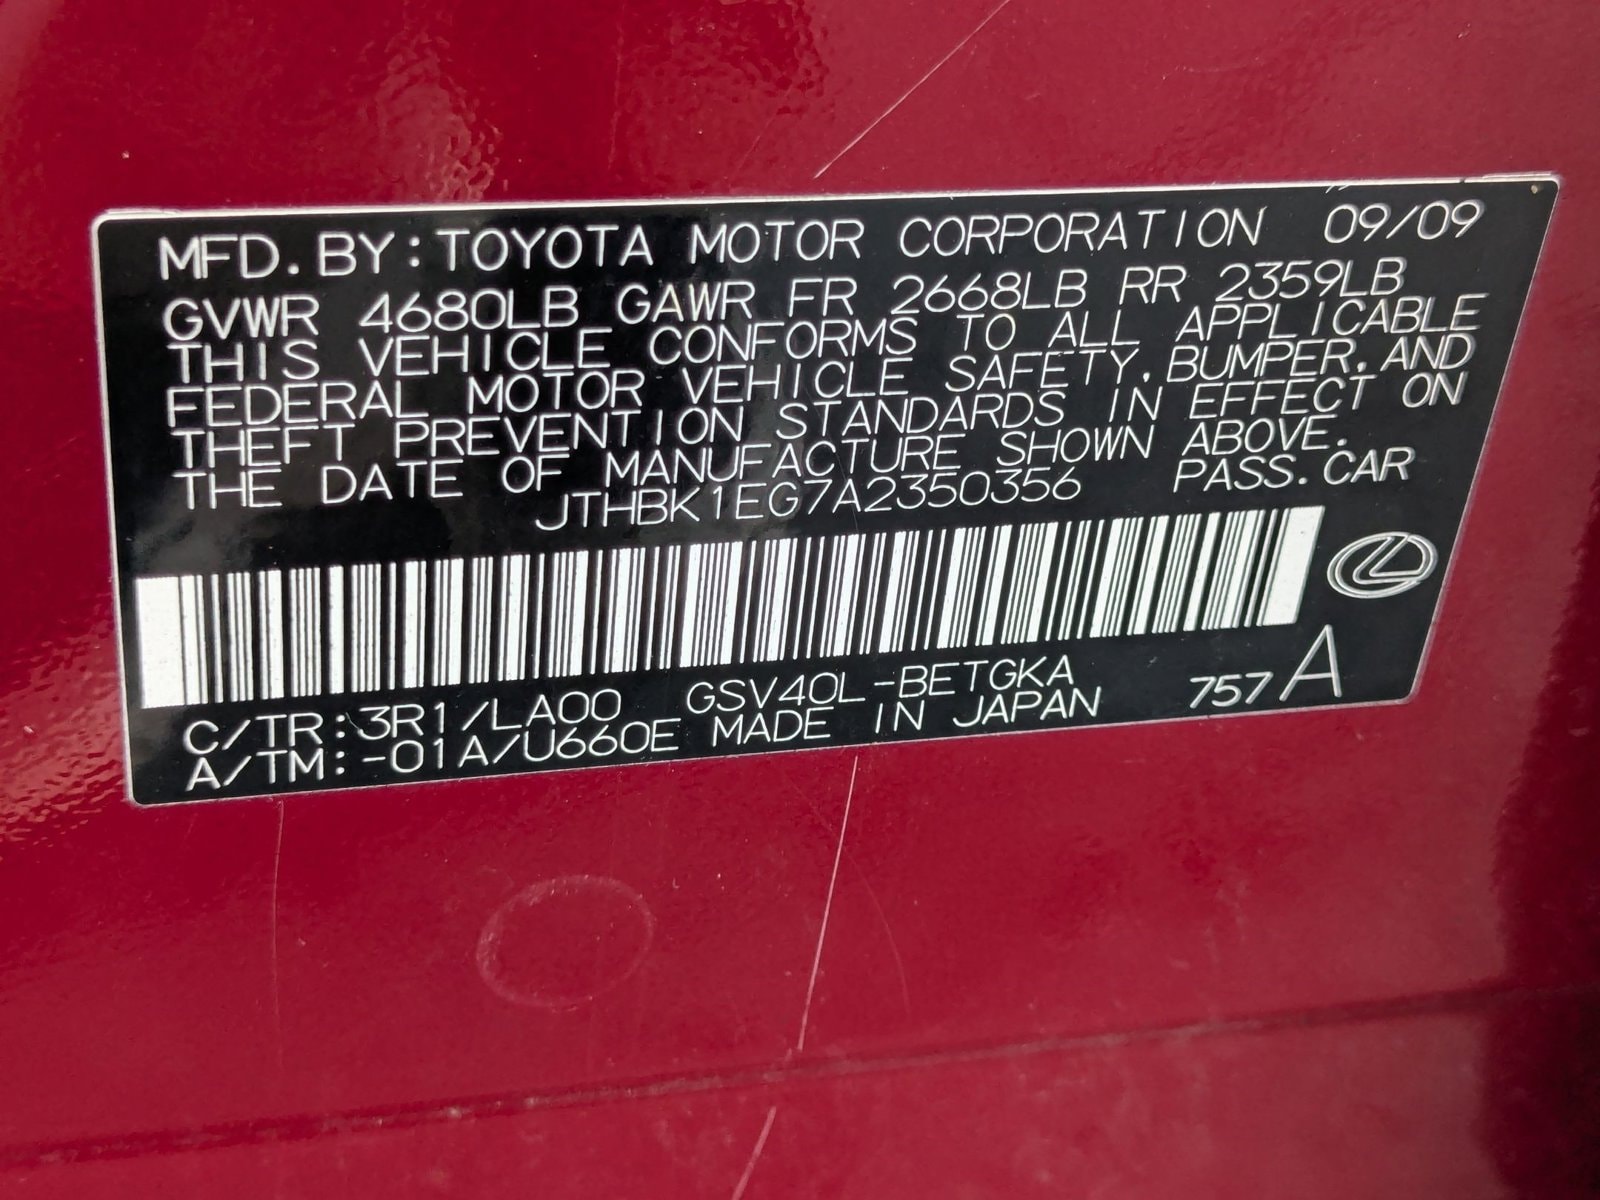 MFD. BY: TOYOTA MOTOR CORPORATION 09/09
GVWR 4680LB GAWR FR 2668LB RR 2359LB
THIS VEHICLE CONFORMS TO ALL APPLICABLE
FEDERAL MOTOR VEHICLE SAFETY, BUMPER, AND
THEFT PREVENTION STANDARDS IN EFFECT ON
THE DATE OF MANUFACTURE SHOWN ABOVE.
JTHBK1EG7A2350356 PASS. CAR
C/TR: 3R1/LA00 GSV40L-BETGKA
A/TM: -01A/U660E MADE IN JAPAN 757 A